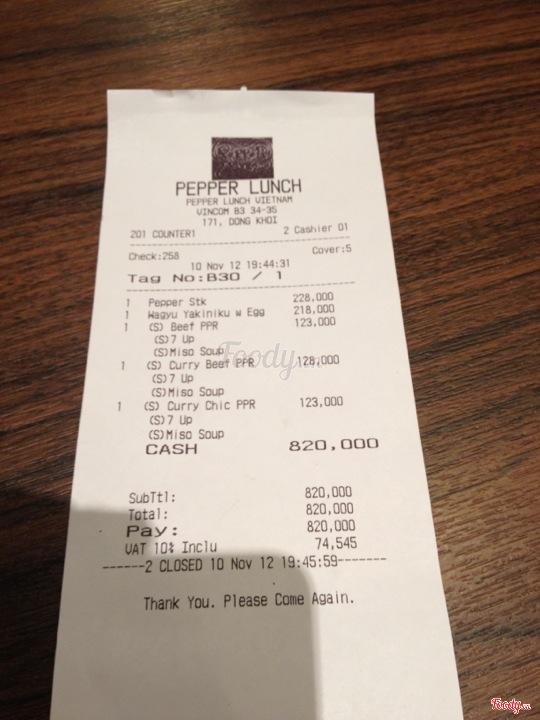 PEPPER LUNCH
PEPPER LUNCH VIETNAM
VINCOM B3 34-35
171, DONG KHOI
201 COUNTER1 2 Cashier 01
Check:258 Cover:5
10 Nov 12 19:44:31
Tag No:B30 / 1
1 Pepper Stk 228,000
1 Wagyu Yakiniku w Egg 218,000
1 (S) Beef PPR 123,000
(S)7 Up
(S)Miso Soup
1 (S) Curry Beef PPR 128,000
(S)7 Up
(S)Miso Soup
1 (S) Curry Chic PPR 123,000
(S)7 Up
(S)Miso Soup
CASH 820,000
SubTtl: 820,000
Total: 820,000
Pay: 820,000
VAT 10% Inclu 74,545
------2 CLOSED 10 Nov 12 19:45:59-------
Thank You. Please Come Again.
Foody.vn
Foody.vn